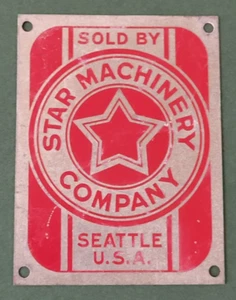 SOLD BY
STAR MACHINERY
COMPANY
SEATTLE
U.S.A.